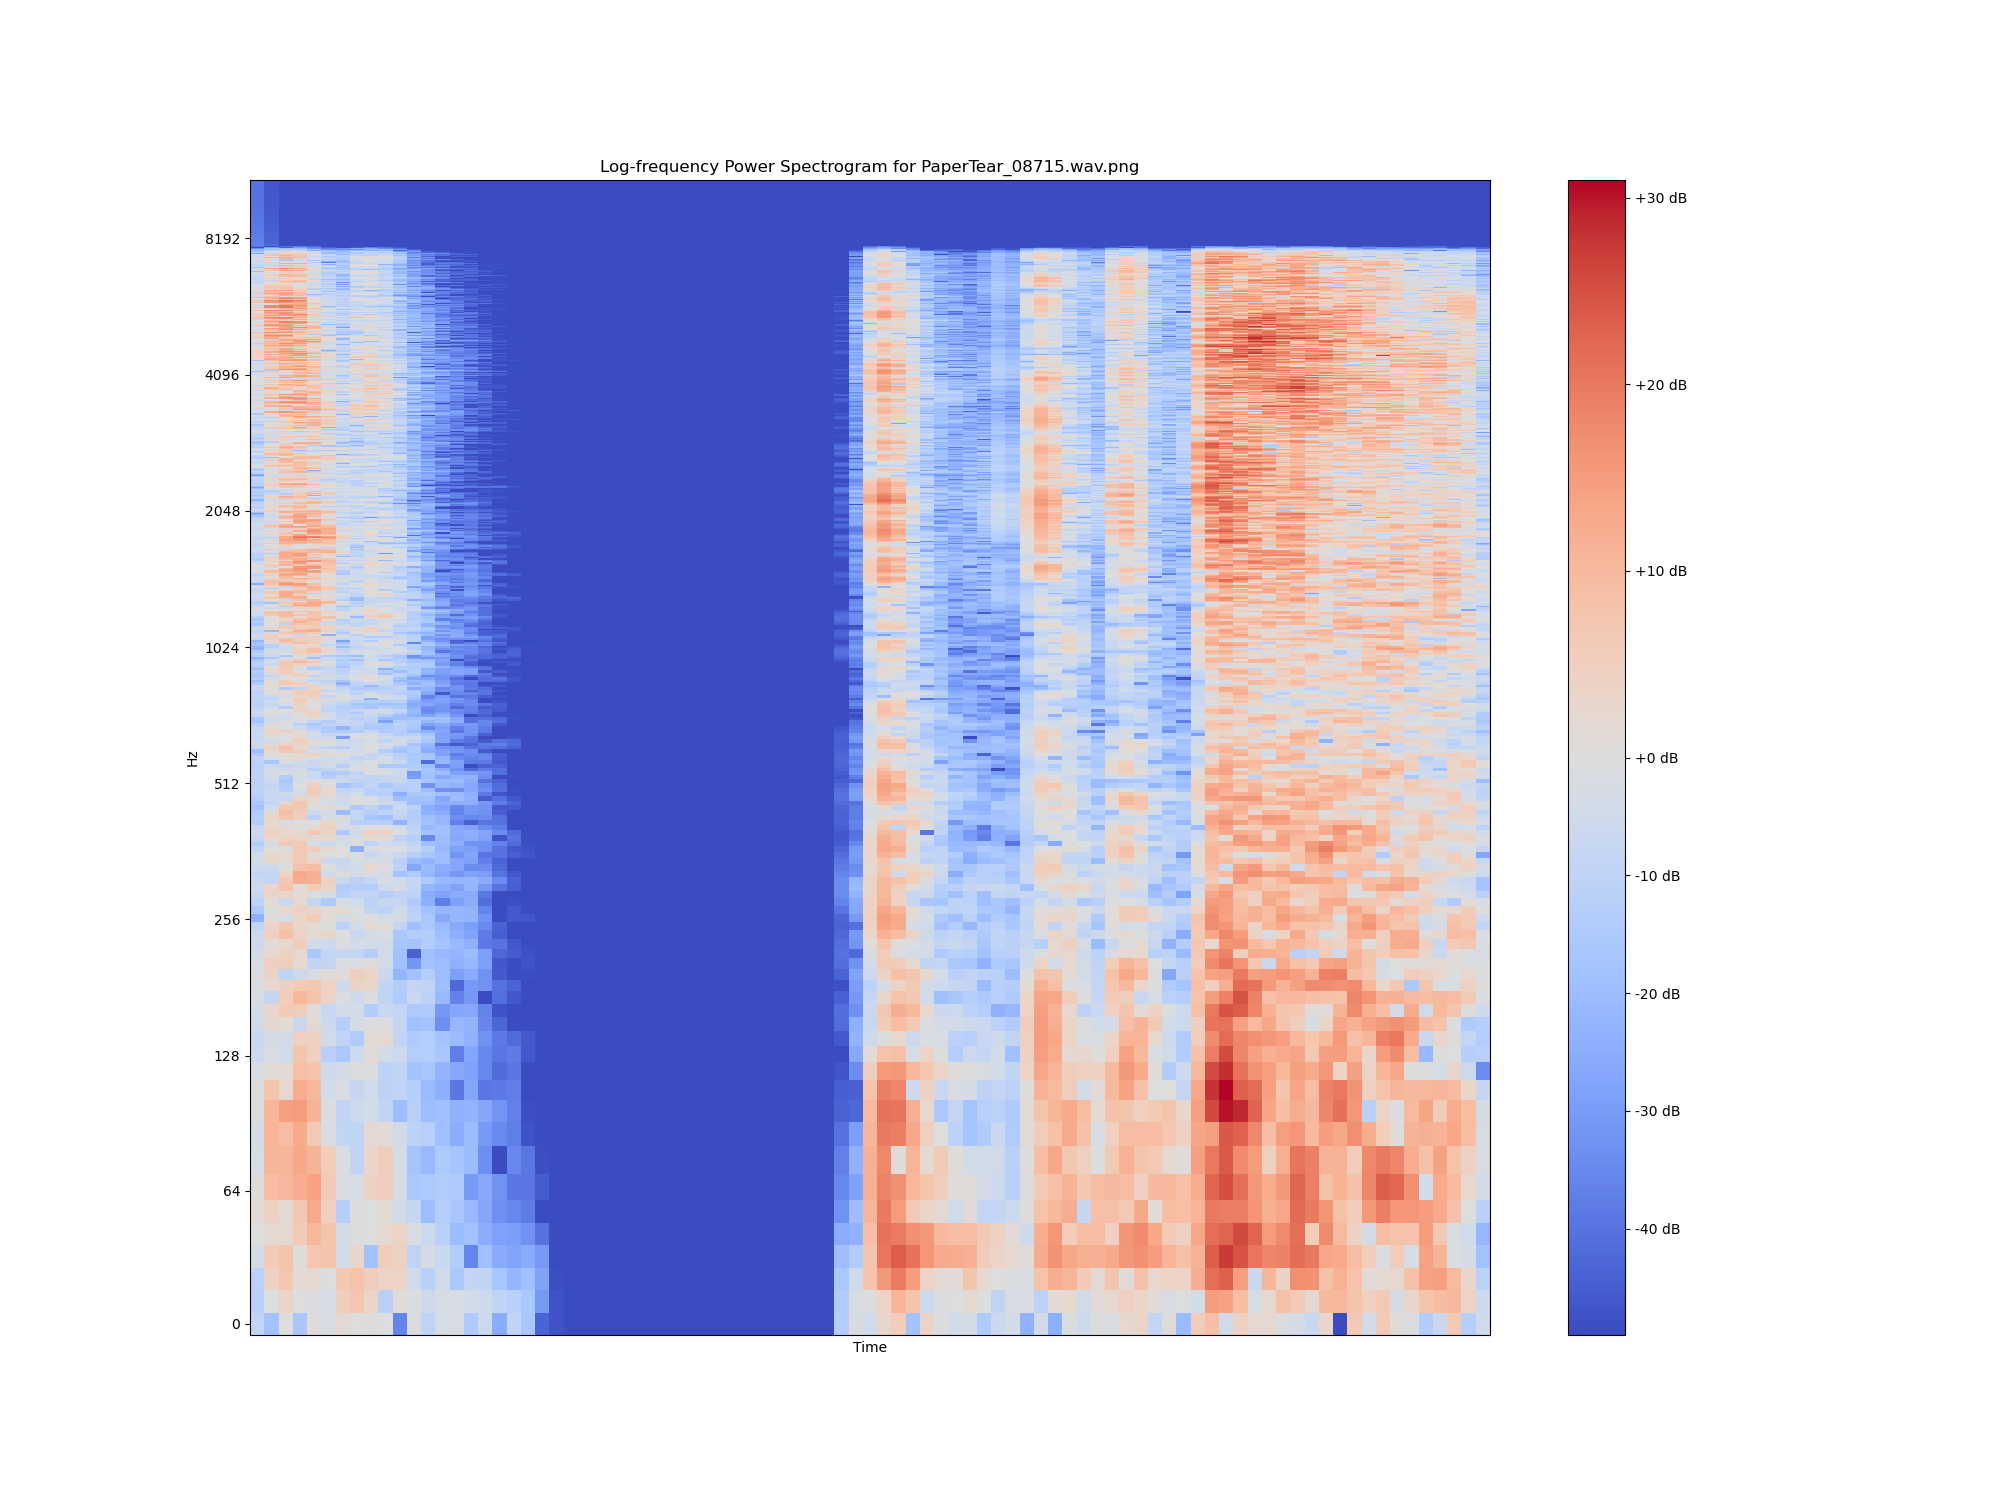 Log-frequency Power Spectrogram for PaperTear_08715.wav.png
+30 dB
8192
+20 dB
4096
+10 dB
2048
1024
+0 dB
Hz
512
-10 dB
256
-20 dB
128
-30 dB
64
-40 dB
0
Time